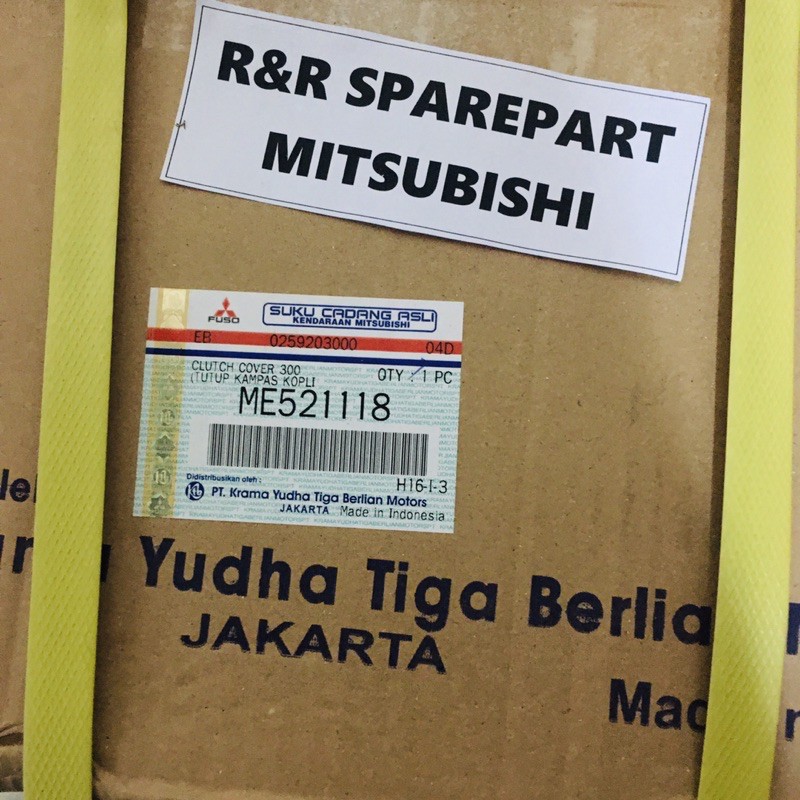 R&R SPAREPART
MITSUBISHI
FUSO
SUKU CADANG ASLI
KENDARAAN MITSUBISHI
EB 0259203000 04D
CLUTCH COVER 300
(TUTUP KAMPAS KOPLI
QTY : 1 PC
ME521118
H16-I-3
Didistribusikan oleh :
PT. Krama Yudha Tiga Berlian Motors
JAKARTA Made in Indonesia
Yudha Tiga Berlia
JAKARTA
Mad